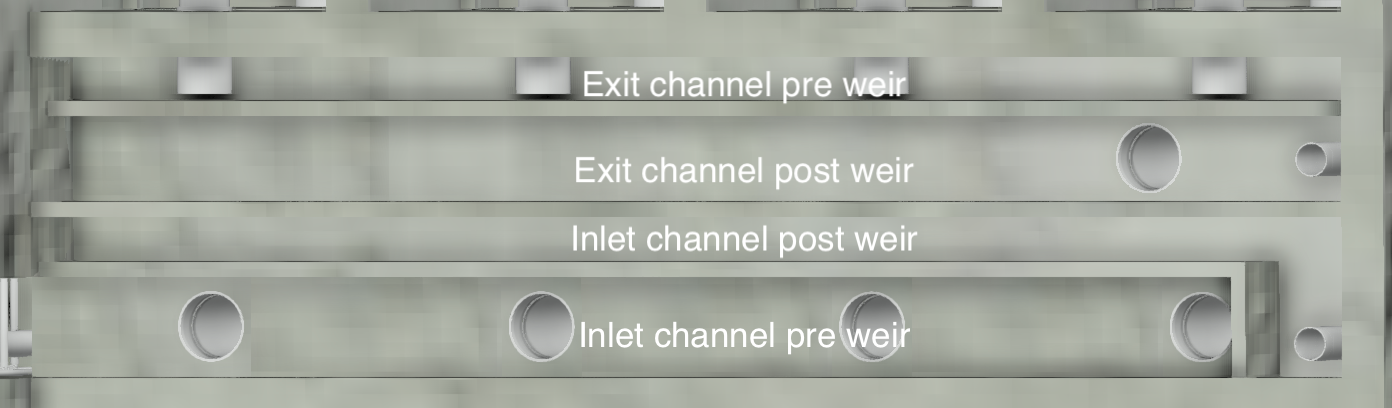 Exit channel pre weir
Exit channel post weir
Inlet channel post weir
Inlet channel pre weir